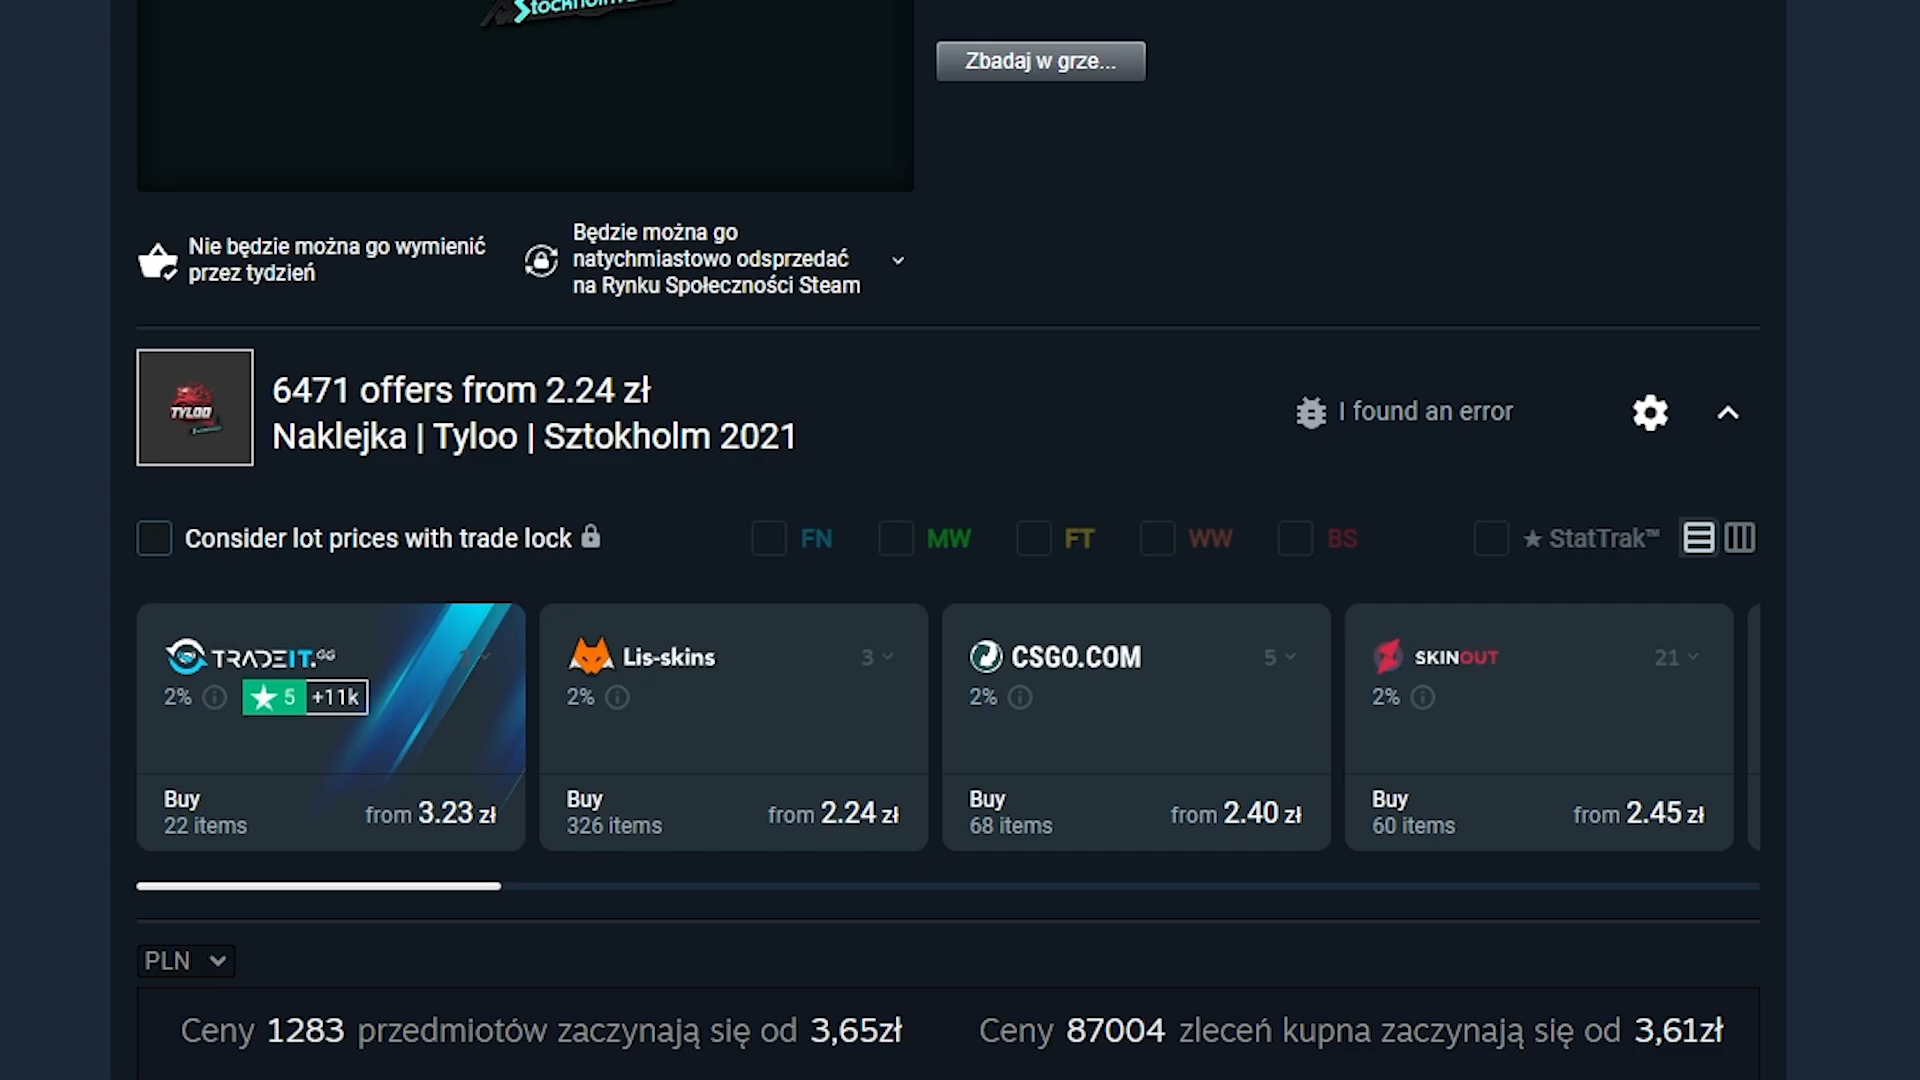 Zbadaj w grze...
Nie będzie można go wymienić
przez tydzień
Będzie można go
natychmiastowo odsprzedać
na Rynku Społeczności Steam
6471 offers from 2.24 zł
Naklejka | Tyloo | Sztokholm 2021
TYLOO
I found an error
Consider lot prices with trade lock
FN
MW
FT
WW
BS
★ StatTrak™
TRADEIT.GG
2%
5
+11k
Buy
22 items
from 3.23 zł
Lis-skins
3
2%
Buy
326 items
from 2.24 zł
CSGO.COM
5
2%
Buy
68 items
from 2.40 zł
SKINOUT
21
2%
Buy
60 items
from 2.45 zł
PLN
Ceny 1283 przedmiotów zaczynają się od 3,65zł
Ceny 87004 zleceń kupna zaczynają się od 3,61zł